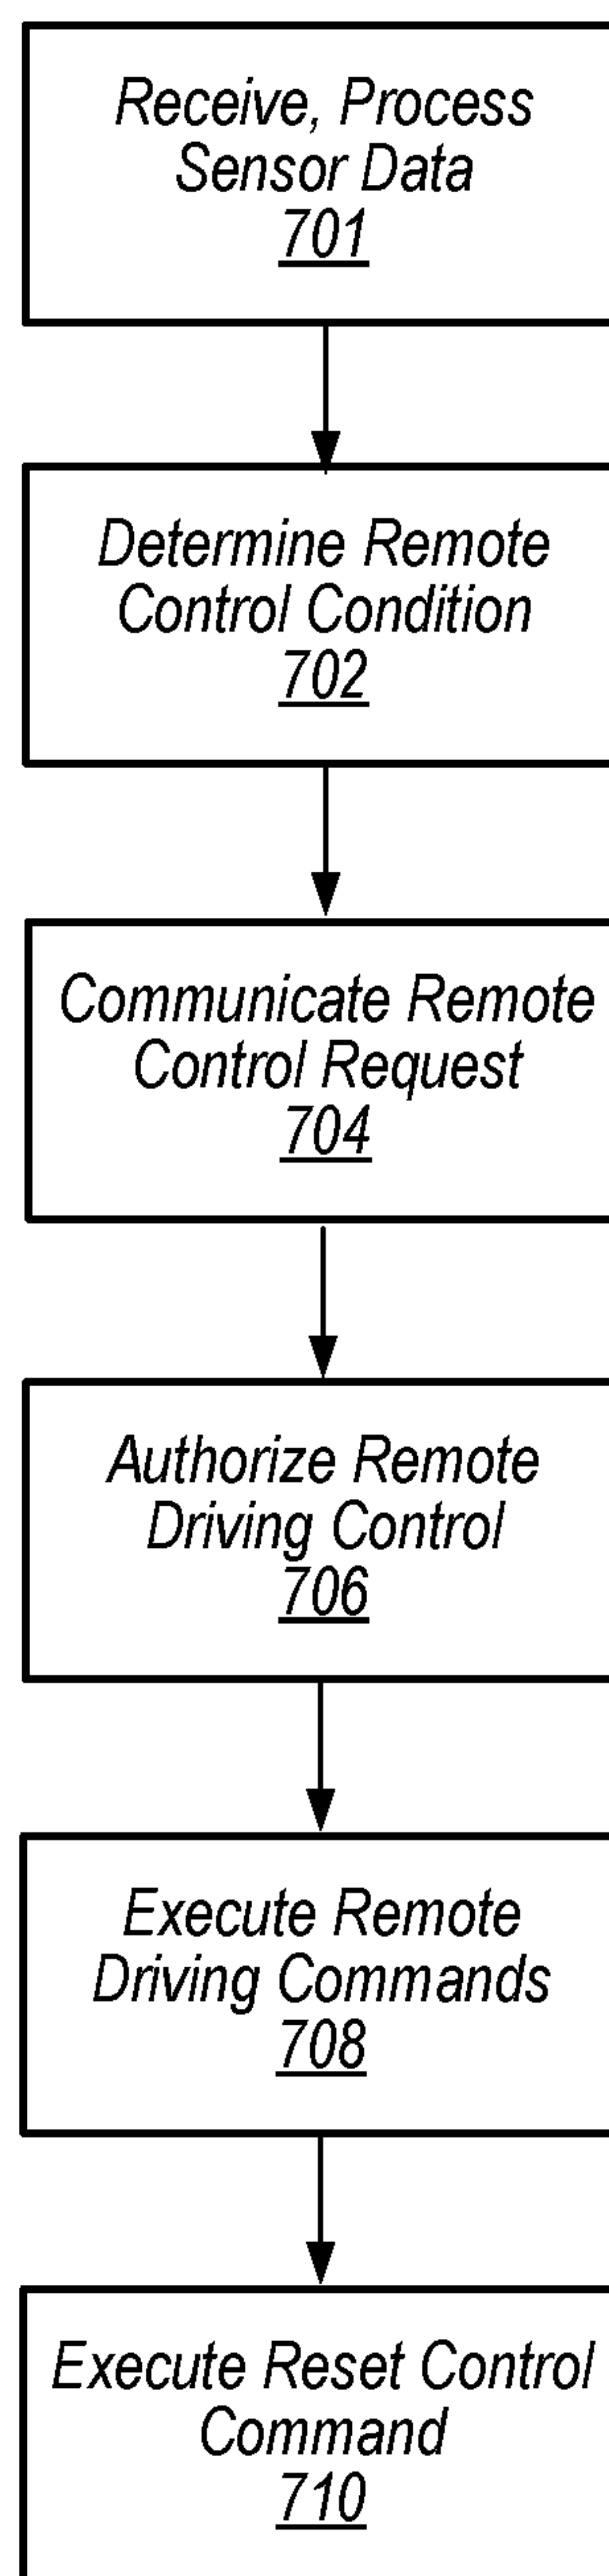 Receive, Process
Sensor Data
701
Determine Remote
Control Condition
702
Communicate Remote
Control Request
704
Authorize Remote
Driving Control
706
Execute Remote
Driving Commands
708
Execute Reset Control
Command
710